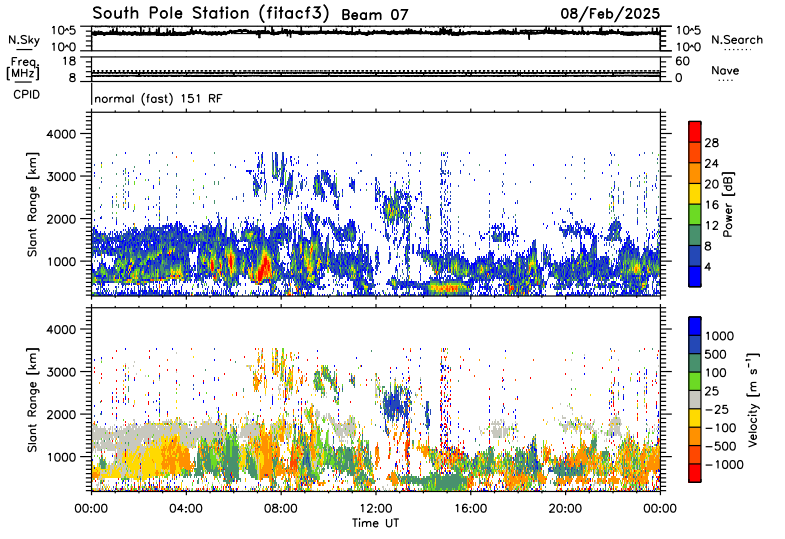 South Pole Station (fitacf3) Beam 07 08/Feb/2025
N.Sky 10^5 10^0 10^5 10^0 N.Search
Freq. [MHz] 18 8 60 0 Nave
CPID normal (fast) 151 RF
Slant Range [km] 4000 3000 2000 1000
28 24 20 16 12 8 4 Power [dB]
Slant Range [km] 4000 3000 2000 1000
1000 500 100 25 −25 −100 −500 −1000 Velocity [m s⁻¹]
00:00 04:00 08:00 12:00 16:00 20:00 00:00
Time UT